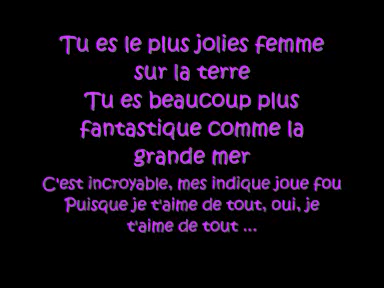 Tu es le plus jolies femme
sur la terre
Tu es beaucoup plus
fantastique comme la
grande mer
C'est incroyable, mes indique joue fou
Puisque je t'aime de tout, oui, je
t'aime de tout ...